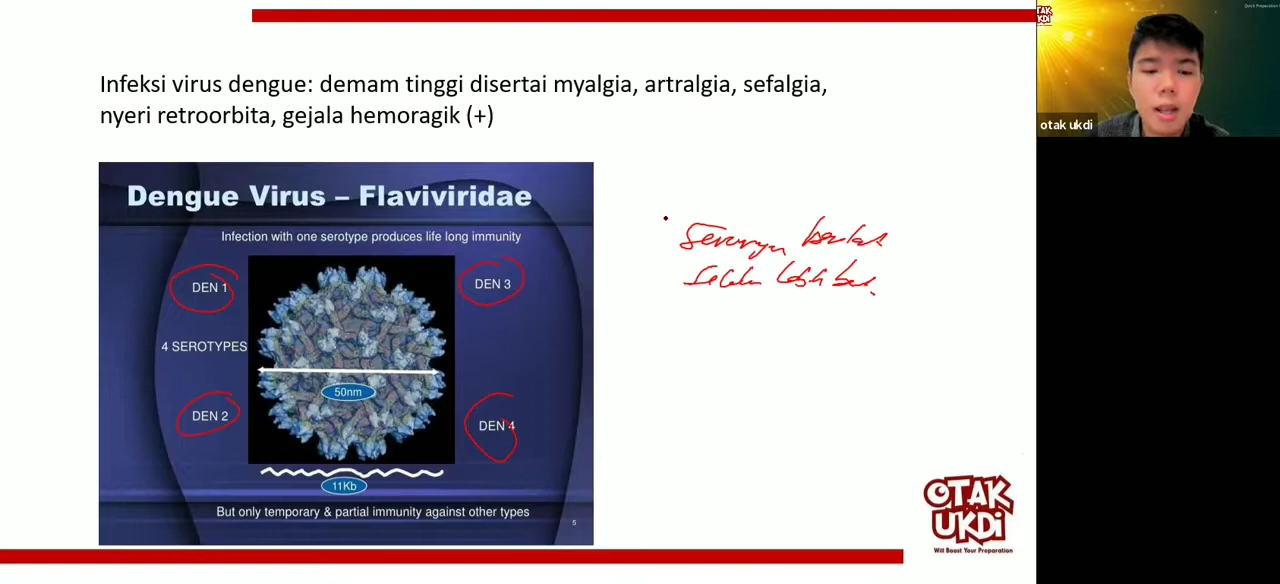 Infeksi virus dengue: demam tinggi disertai myalgia, artralgia, sefalgia,
nyeri retroorbita, gejala hemoragik (+)
Dengue Virus – Flaviviridae
Infection with one serotype produces life long immunity
DEN 1
DEN 3
4 SEROTYPES
50nm
DEN 2
DEN 4
11Kb
But only temporary & partial immunity against other types
5
OTAK
UKDI
Will Boost Your Preparation
otak ukdi